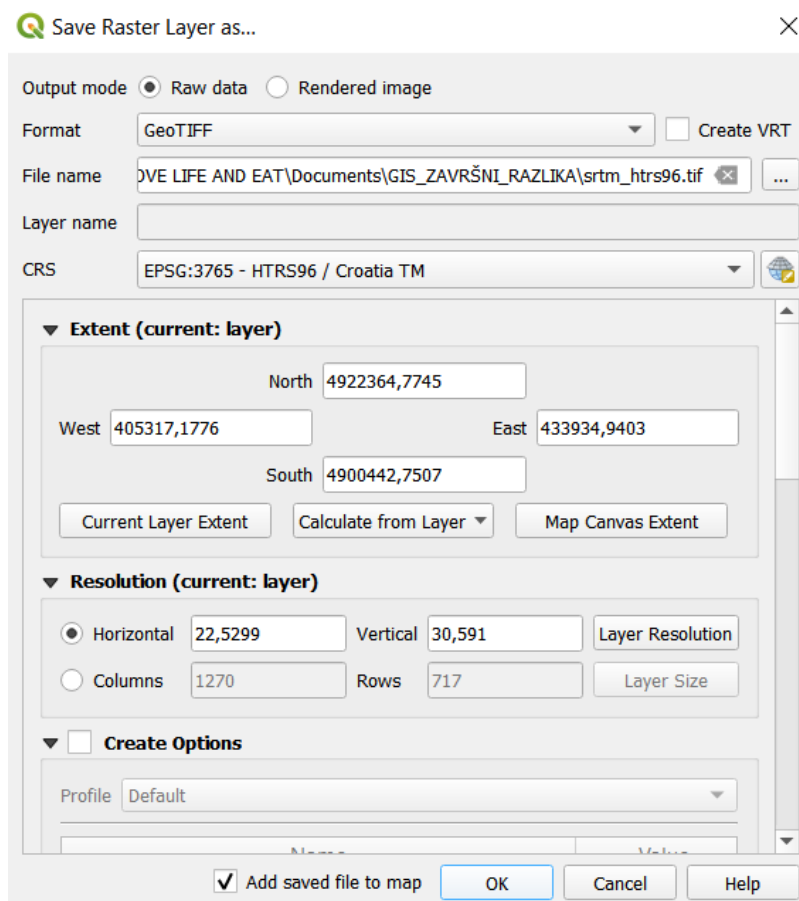 Save Raster Layer as...
Output mode Raw data Rendered image
Format GeoTIFF Create VRT
File name OVE LIFE AND EAT\Documents\GIS_ZAVRŠNI_RAZLIKA\srtm_htrs96.tif ...
Layer name
CRS EPSG:3765 - HTRS96 / Croatia TM
Extent (current: layer)
North 4922364,7745
West 405317,1776 East 433934,9403
South 4900442,7507
Current Layer Extent Calculate from Layer Map Canvas Extent
Resolution (current: layer)
Horizontal 22,5299 Vertical 30,591 Layer Resolution
Columns 1270 Rows 717 Layer Size
Create Options
Profile Default
Name Value
Add saved file to map OK Cancel Help